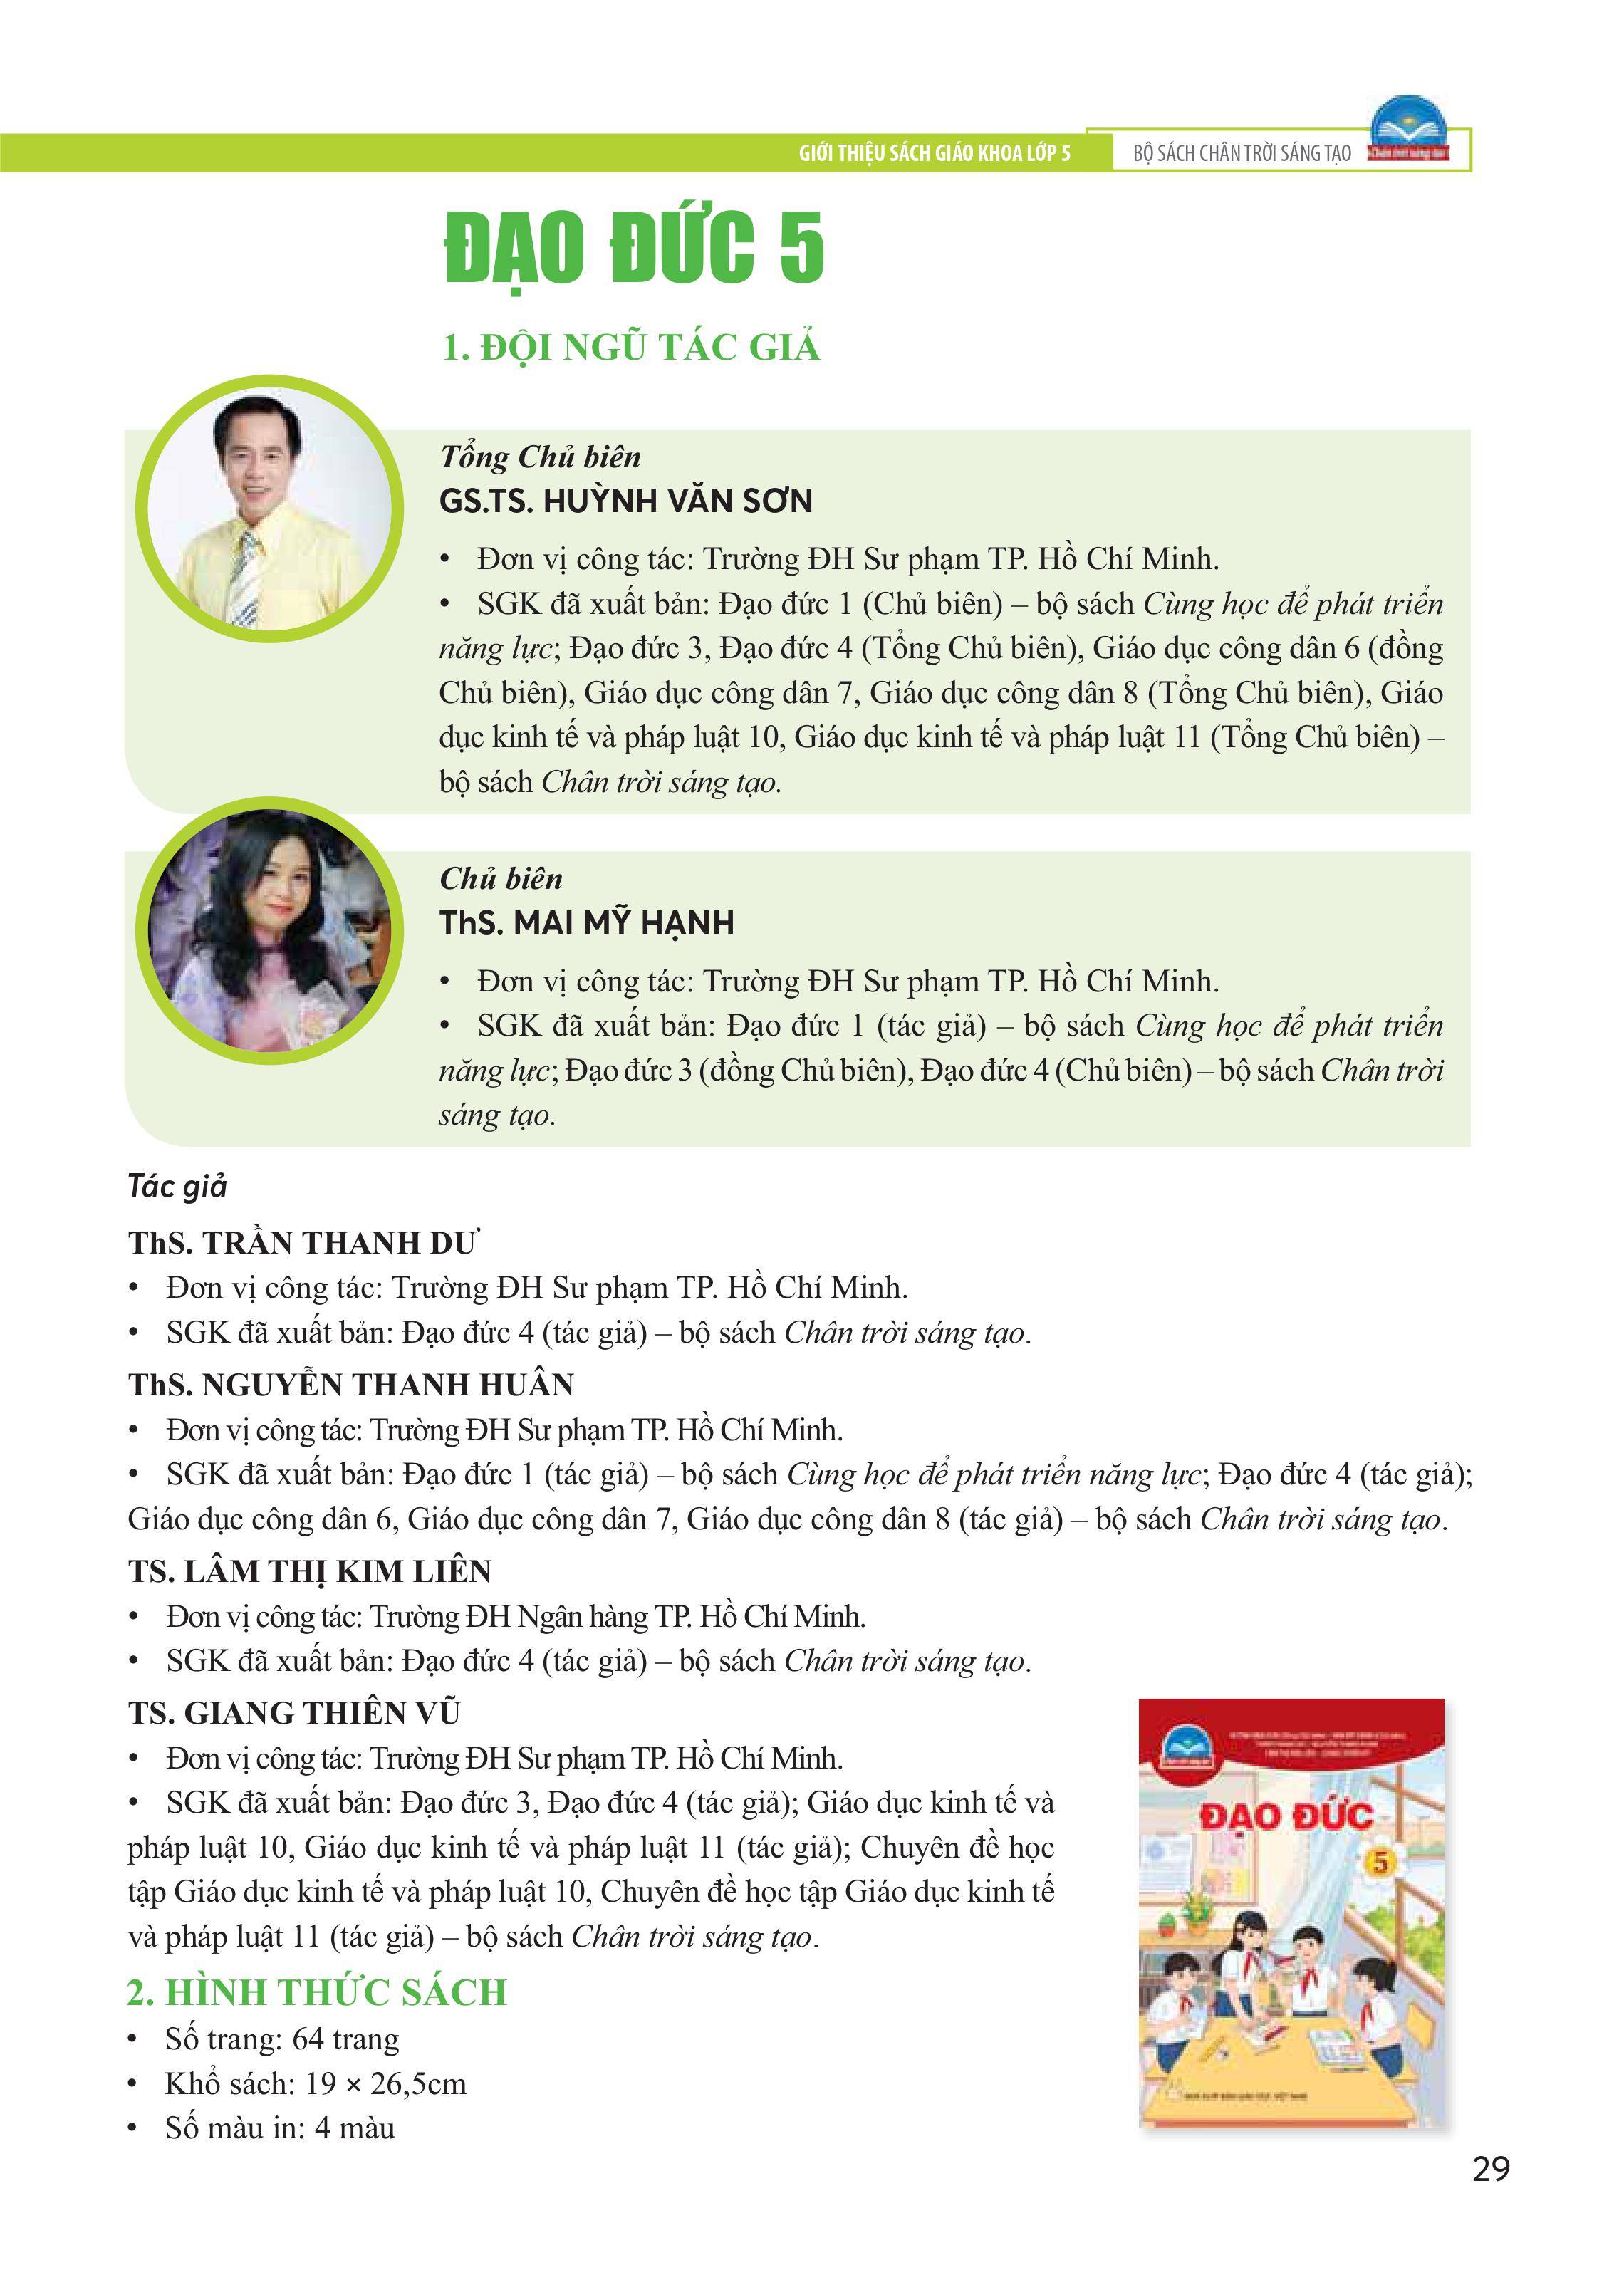 GIỚI THIỆU SÁCH GIÁO KHOA LỚP 5
BỘ SÁCH CHÂN TRỜI SÁNG TẠO
ĐẠO ĐỨC 5
1. ĐỘI NGŨ TÁC GIẢ
Tổng Chủ biên
GS.TS. HUỲNH VĂN SƠN
• Đơn vị công tác: Trường ĐH Sư phạm TP. Hồ Chí Minh.
• SGK đã xuất bản: Đạo đức 1 (Chủ biên) – bộ sách Cùng học để phát triển
năng lực; Đạo đức 3, Đạo đức 4 (Tổng Chủ biên), Giáo dục công dân 6 (đồng
Chủ biên), Giáo dục công dân 7, Giáo dục công dân 8 (Tổng Chủ biên), Giáo
dục kinh tế và pháp luật 10, Giáo dục kinh tế và pháp luật 11 (Tổng Chủ biên) –
bộ sách Chân trời sáng tạo.
Chủ biên
ThS. MAI MỸ HẠNH
• Đơn vị công tác: Trường ĐH Sư phạm TP. Hồ Chí Minh.
• SGK đã xuất bản: Đạo đức 1 (tác giả) – bộ sách Cùng học để phát triển
năng lực; Đạo đức 3 (đồng Chủ biên), Đạo đức 4 (Chủ biên) – bộ sách Chân trời
sáng tạo.
Tác giả
ThS. TRẦN THANH DƯ
• Đơn vị công tác: Trường ĐH Sư phạm TP. Hồ Chí Minh.
• SGK đã xuất bản: Đạo đức 4 (tác giả) – bộ sách Chân trời sáng tạo.
ThS. NGUYỄN THANH HUÂN
• Đơn vị công tác: Trường ĐH Sư phạm TP. Hồ Chí Minh.
• SGK đã xuất bản: Đạo đức 1 (tác giả) – bộ sách Cùng học để phát triển năng lực; Đạo đức 4 (tác giả);
Giáo dục công dân 6, Giáo dục công dân 7, Giáo dục công dân 8 (tác giả) – bộ sách Chân trời sáng tạo.
TS. LÂM THỊ KIM LIÊN
• Đơn vị công tác: Trường ĐH Ngân hàng TP. Hồ Chí Minh.
• SGK đã xuất bản: Đạo đức 4 (tác giả) – bộ sách Chân trời sáng tạo.
TS. GIANG THIÊN VŨ
• Đơn vị công tác: Trường ĐH Sư phạm TP. Hồ Chí Minh.
• SGK đã xuất bản: Đạo đức 3, Đạo đức 4 (tác giả); Giáo dục kinh tế và
pháp luật 10, Giáo dục kinh tế và pháp luật 11 (tác giả); Chuyên đề học
tập Giáo dục kinh tế và pháp luật 10, Chuyên đề học tập Giáo dục kinh tế
và pháp luật 11 (tác giả) – bộ sách Chân trời sáng tạo.
2. HÌNH THỨC SÁCH
• Số trang: 64 trang
• Khổ sách: 19 × 26,5cm
• Số màu in: 4 màu
ĐẠO ĐỨC
5
29